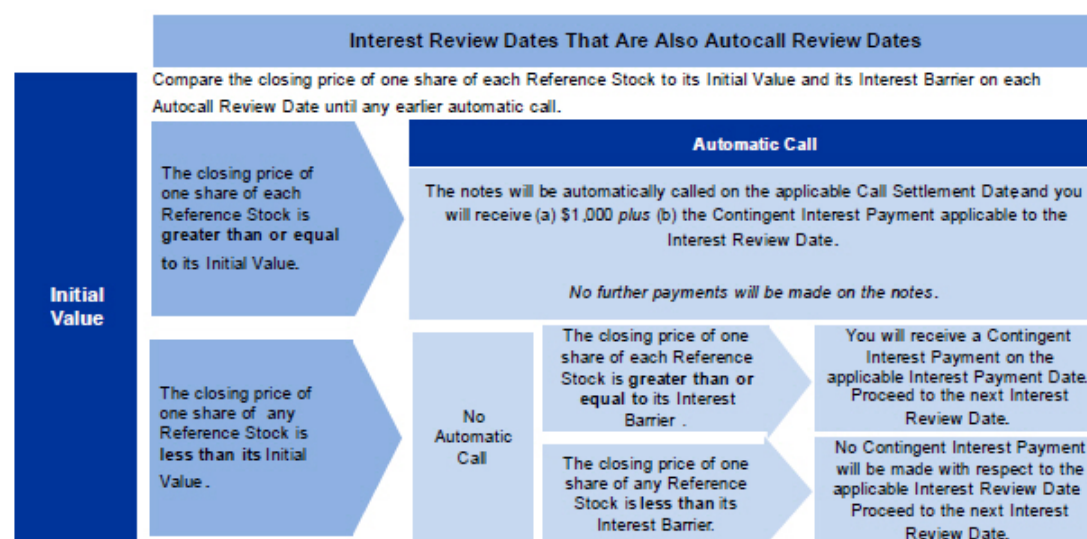 Interest Review Dates That Are Also Autocall Review Dates
Compare the closing price of one share of each Reference Stock to its Initial Value and its Interest Barrier on each
Autocall Review Date until any earlier automatic call.
Initial
Value
The closing price of
one share of each
Reference Stock is
greater than or equal
to its Initial Value.
Automatic Call
The notes will be automatically called on the applicable Call Settlement Date,and you
will receive (a) $1,000 plus (b) the Contingent Interest Payment applicable to the
Interest Review Date.
No further payments will be made on the notes.
The closing price of
one share of any
Reference Stock is
less than its Initial
Value.
No
Automatic
Call
The closing price of one
share of each Reference
Stock is greater than or
equal to its Interest
Barrier .
You will receive a Contingent
Interest Payment on the
applicable Interest Payment Date.
Proceed to the next Interest
Review Date.
The closing price of one
share of any Reference
Stock is less than its
Interest Barrier.
No Contingent Interest Payment
will be made with respect to the
applicable Interest Review Date
Proceed to the next Interest
Review Date.